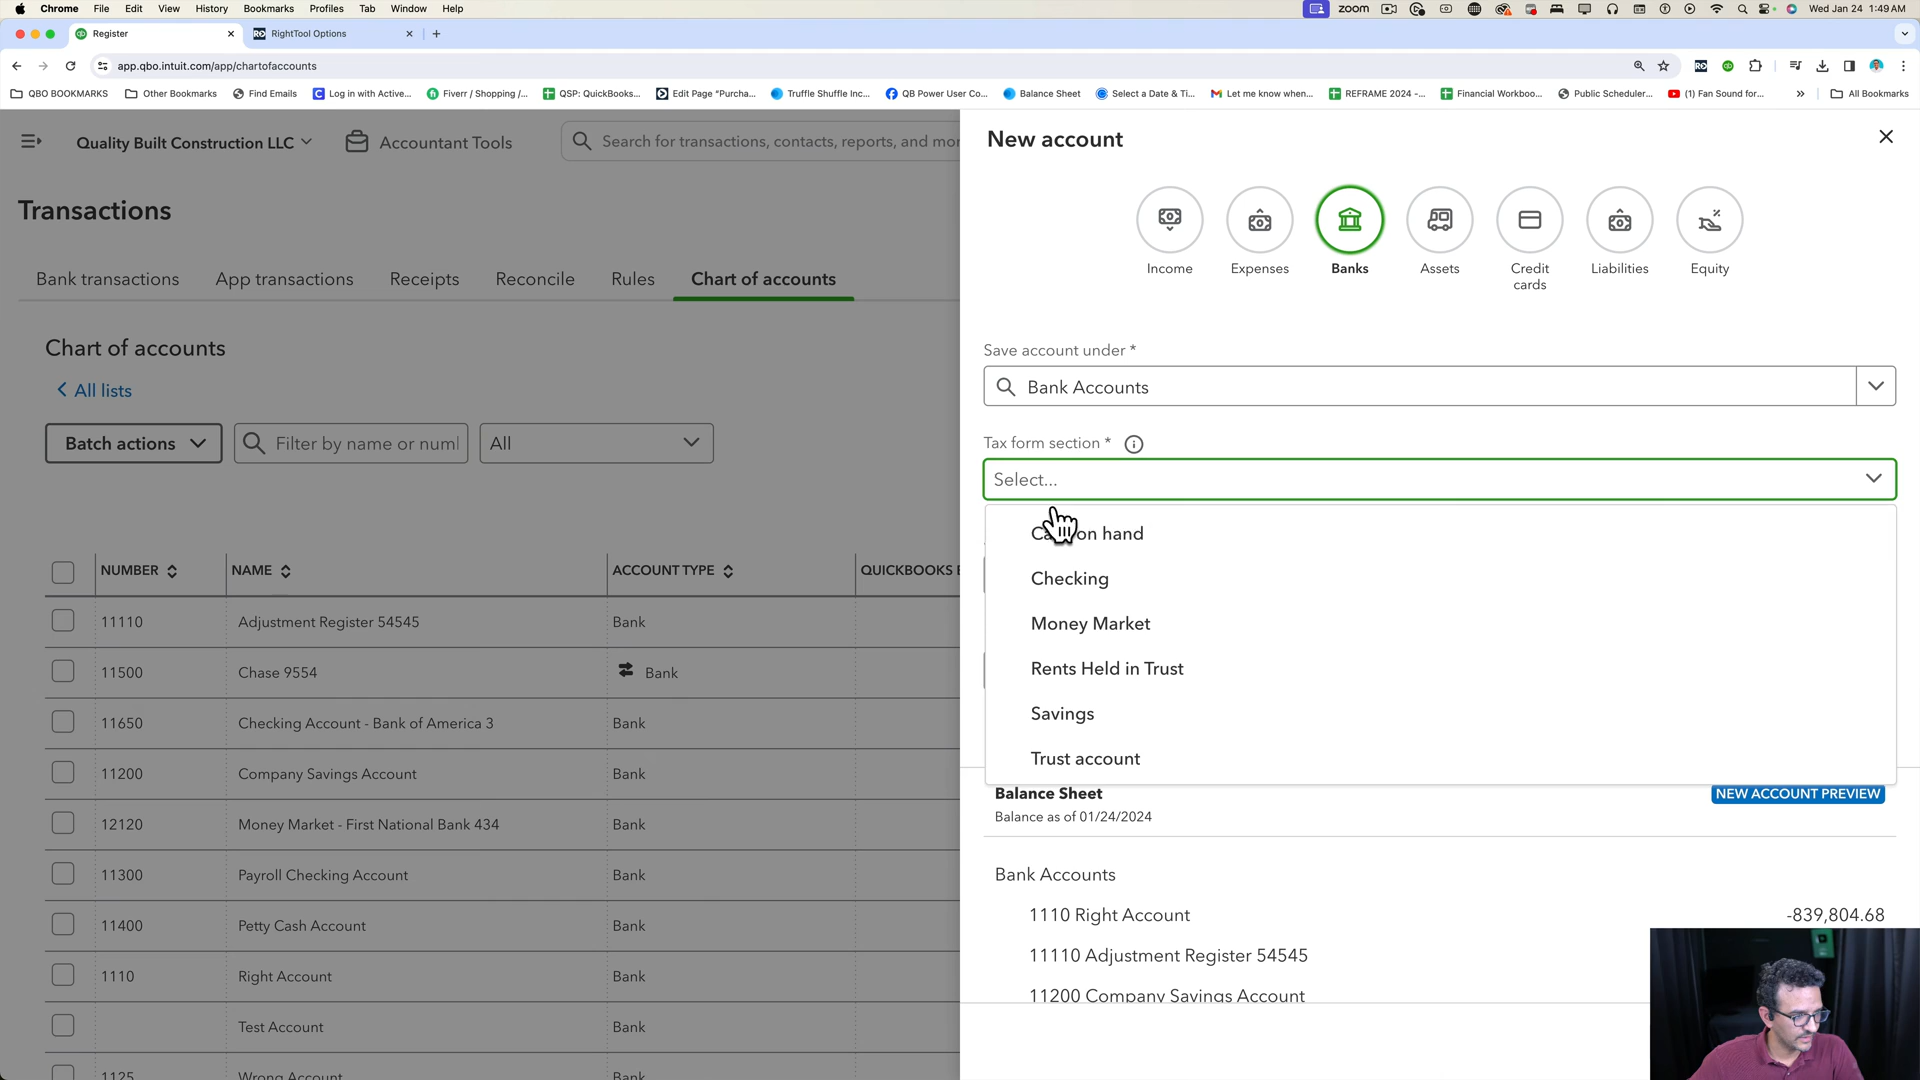 Chrome File Edit View History Bookmarks Profiles Tab Window Help zoom Wed Jan 24 1:49 AM
Register RightTool Options
app.qbo.intuit.com/app/chartofaccounts
QBO BOOKMARKS Other Bookmarks Find Emails Log in with Active... Fiverr / Shopping /... QSP: QuickBooks... Edit Page "Purcha... Truffle Shuffle Inc... QB Power User Co... Balance Sheet Select a Date & Ti... Let me know when... REFRAME 2024 -... Financial Workboo... Public Scheduler... (1) Fan Sound for... » All Bookmarks
Quality Built Construction LLC Accountant Tools Search for transactions, contacts, reports, and mor
New account
Transactions
Income Expenses Banks Assets Credit cards Liabilities Equity
Bank transactions App transactions Receipts Reconcile Rules Chart of accounts
Chart of accounts
All lists
Batch actions Filter by name or numl All
Save account under *
Bank Accounts
Tax form section *
Select...
on hand
Checking
Money Market
Rents Held in Trust
Savings
Trust account
NUMBER NAME ACCOUNT TYPE QUICKBOOKS
11110 Adjustment Register 54545 Bank
11500 Chase 9554 Bank
11650 Checking Account - Bank of America 3 Bank
11200 Company Savings Account Bank
12120 Money Market - First National Bank 434 Bank
11300 Payroll Checking Account Bank
11400 Petty Cash Account Bank
1110 Right Account Bank
Test Account Bank
1125 Wrong Account Bank
Balance Sheet NEW ACCOUNT PREVIEW
Balance as of 01/24/2024
Bank Accounts
1110 Right Account -839,804.68
11110 Adjustment Register 54545
11200 Company Savings Account